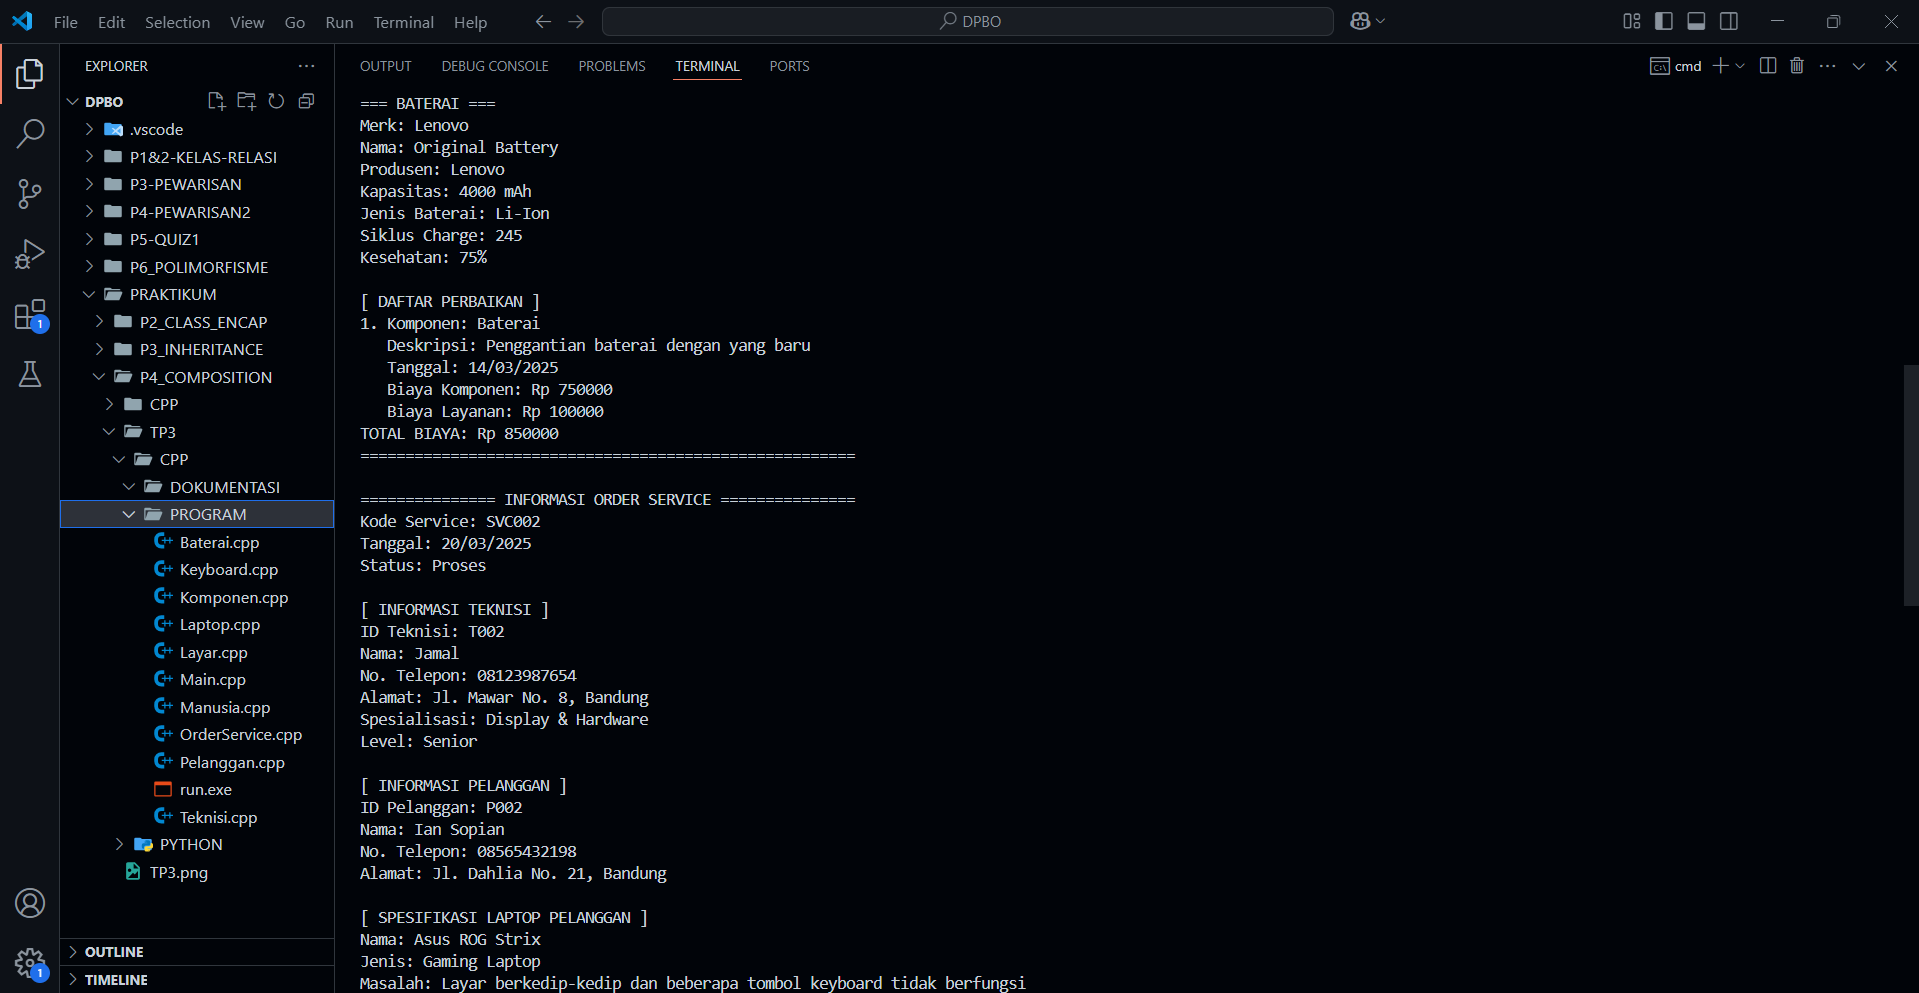 File Edit Selection View Go Run Terminal Help
DPBO
EXPLORER
DPBO
.vscode
P1&2-KELAS-RELASI
P3-PEWARISAN
P4-PEWARISAN2
P5-QUIZ1
P6_POLIMORFISME
PRAKTIKUM
P2_CLASS_ENCAP
P3_INHERITANCE
P4_COMPOSITION
CPP
TP3
CPP
DOKUMENTASI
PROGRAM
Baterai.cpp
Keyboard.cpp
Komponen.cpp
Laptop.cpp
Layar.cpp
Main.cpp
Manusia.cpp
OrderService.cpp
Pelanggan.cpp
run.exe
Teknisi.cpp
PYTHON
TP3.png
OUTLINE
TIMELINE
1
1
OUTPUT DEBUG CONSOLE PROBLEMS TERMINAL PORTS
cmd
=== BATERAI ===
Merk: Lenovo
Nama: Original Battery
Produsen: Lenovo
Kapasitas: 4000 mAh
Jenis Baterai: Li-Ion
Siklus Charge: 245
Kesehatan: 75%
[ DAFTAR PERBAIKAN ]
1. Komponen: Baterai
Deskripsi: Penggantian baterai dengan yang baru
Tanggal: 14/03/2025
Biaya Komponen: Rp 750000
Biaya Layanan: Rp 100000
TOTAL BIAYA: Rp 850000
=======================================================
=============== INFORMASI ORDER SERVICE ===============
Kode Service: SVC002
Tanggal: 20/03/2025
Status: Proses
[ INFORMASI TEKNISI ]
ID Teknisi: T002
Nama: Jamal
No. Telepon: 08123987654
Alamat: Jl. Mawar No. 8, Bandung
Spesialisasi: Display & Hardware
Level: Senior
[ INFORMASI PELANGGAN ]
ID Pelanggan: P002
Nama: Ian Sopian
No. Telepon: 08565432198
Alamat: Jl. Dahlia No. 21, Bandung
[ SPESIFIKASI LAPTOP PELANGGAN ]
Nama: Asus ROG Strix
Jenis: Gaming Laptop
Masalah: Layar berkedip-kedip dan beberapa tombol keyboard tidak berfungsi